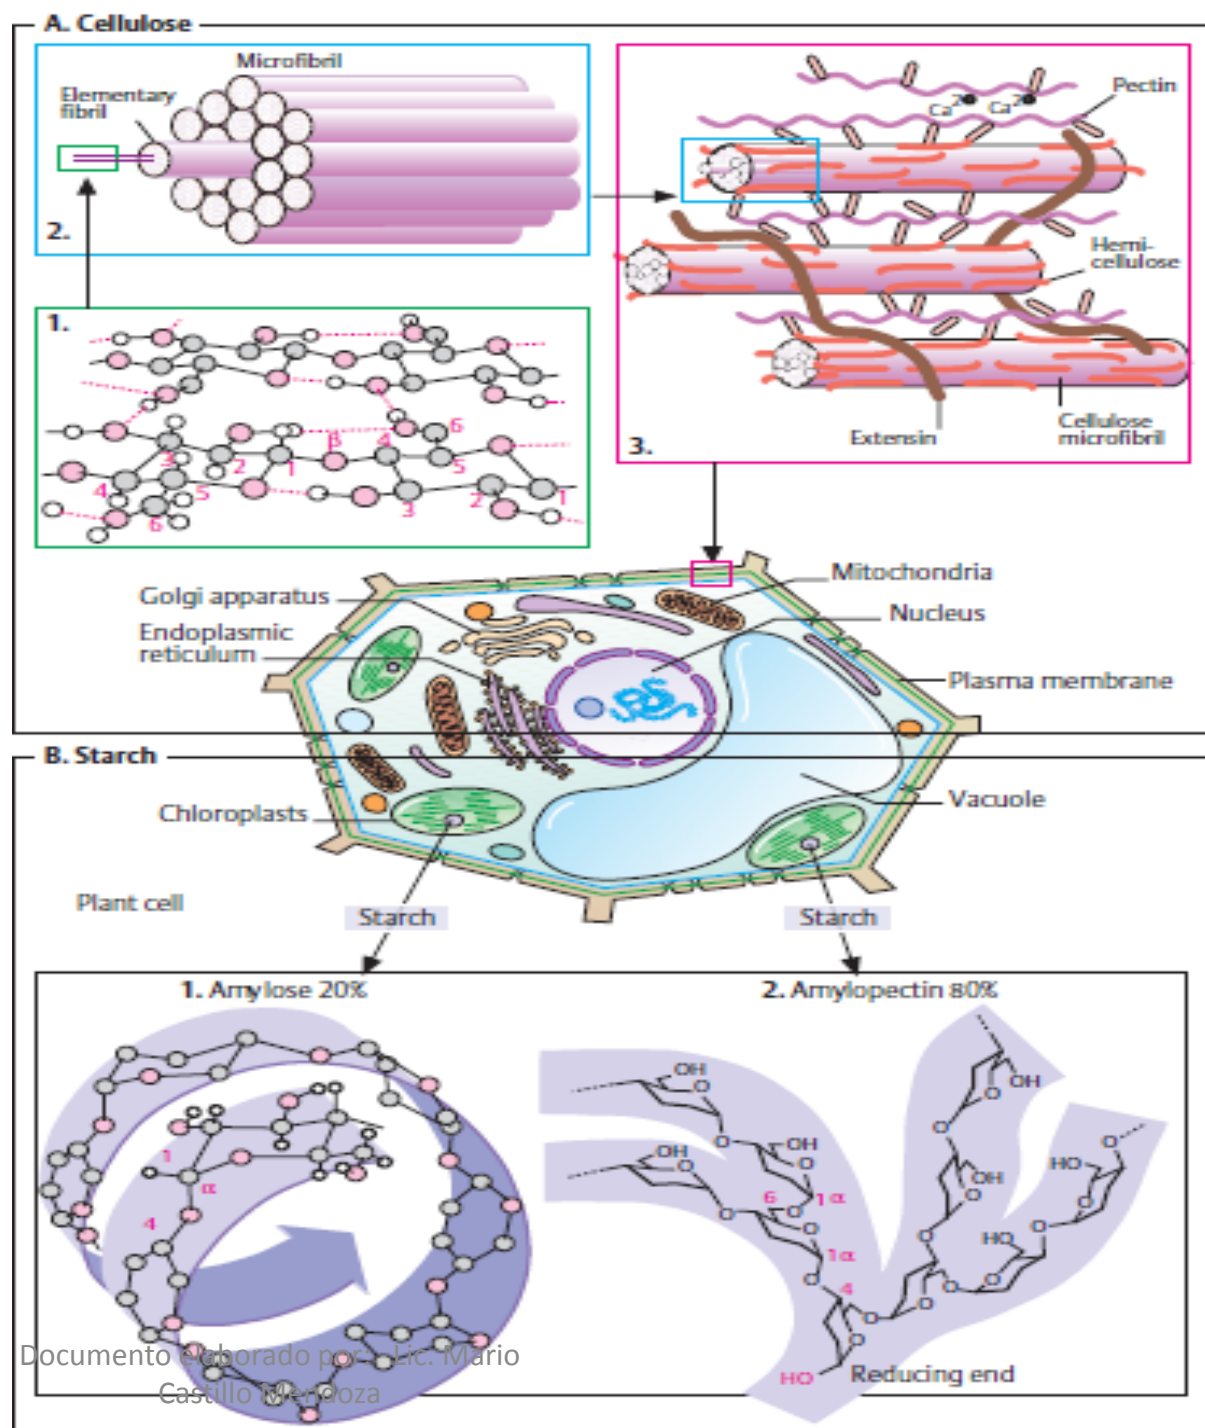 A. Cellulose
Microfibril
Elementary
fibril
2.
Pectin
Ca2+ Ca2+
Hemi-
cellulose
Cellulose
microfibril
Extensin
3.
1.
6
β 4
3 2 1 5
4 5 3 2 1
6
Golgi apparatus
Endoplasmic
reticulum
Mitochondria
Nucleus
Plasma membrane
B. Starch
Chloroplasts
Vacuole
Plant cell
Starch
Starch
1. Amylose 20%
1
α
4
2. Amylopectin 80%
OH
O
O
OH
OH
O
O
O
6
1α
O
O
O
1α
O
4
O
O
HO
Reducing end
OH
O
O
OH
O
O
O
HO
O
O
O
HO
O
O
O
Documento elaborado por : Lic. Mario
Castillo Mendoza